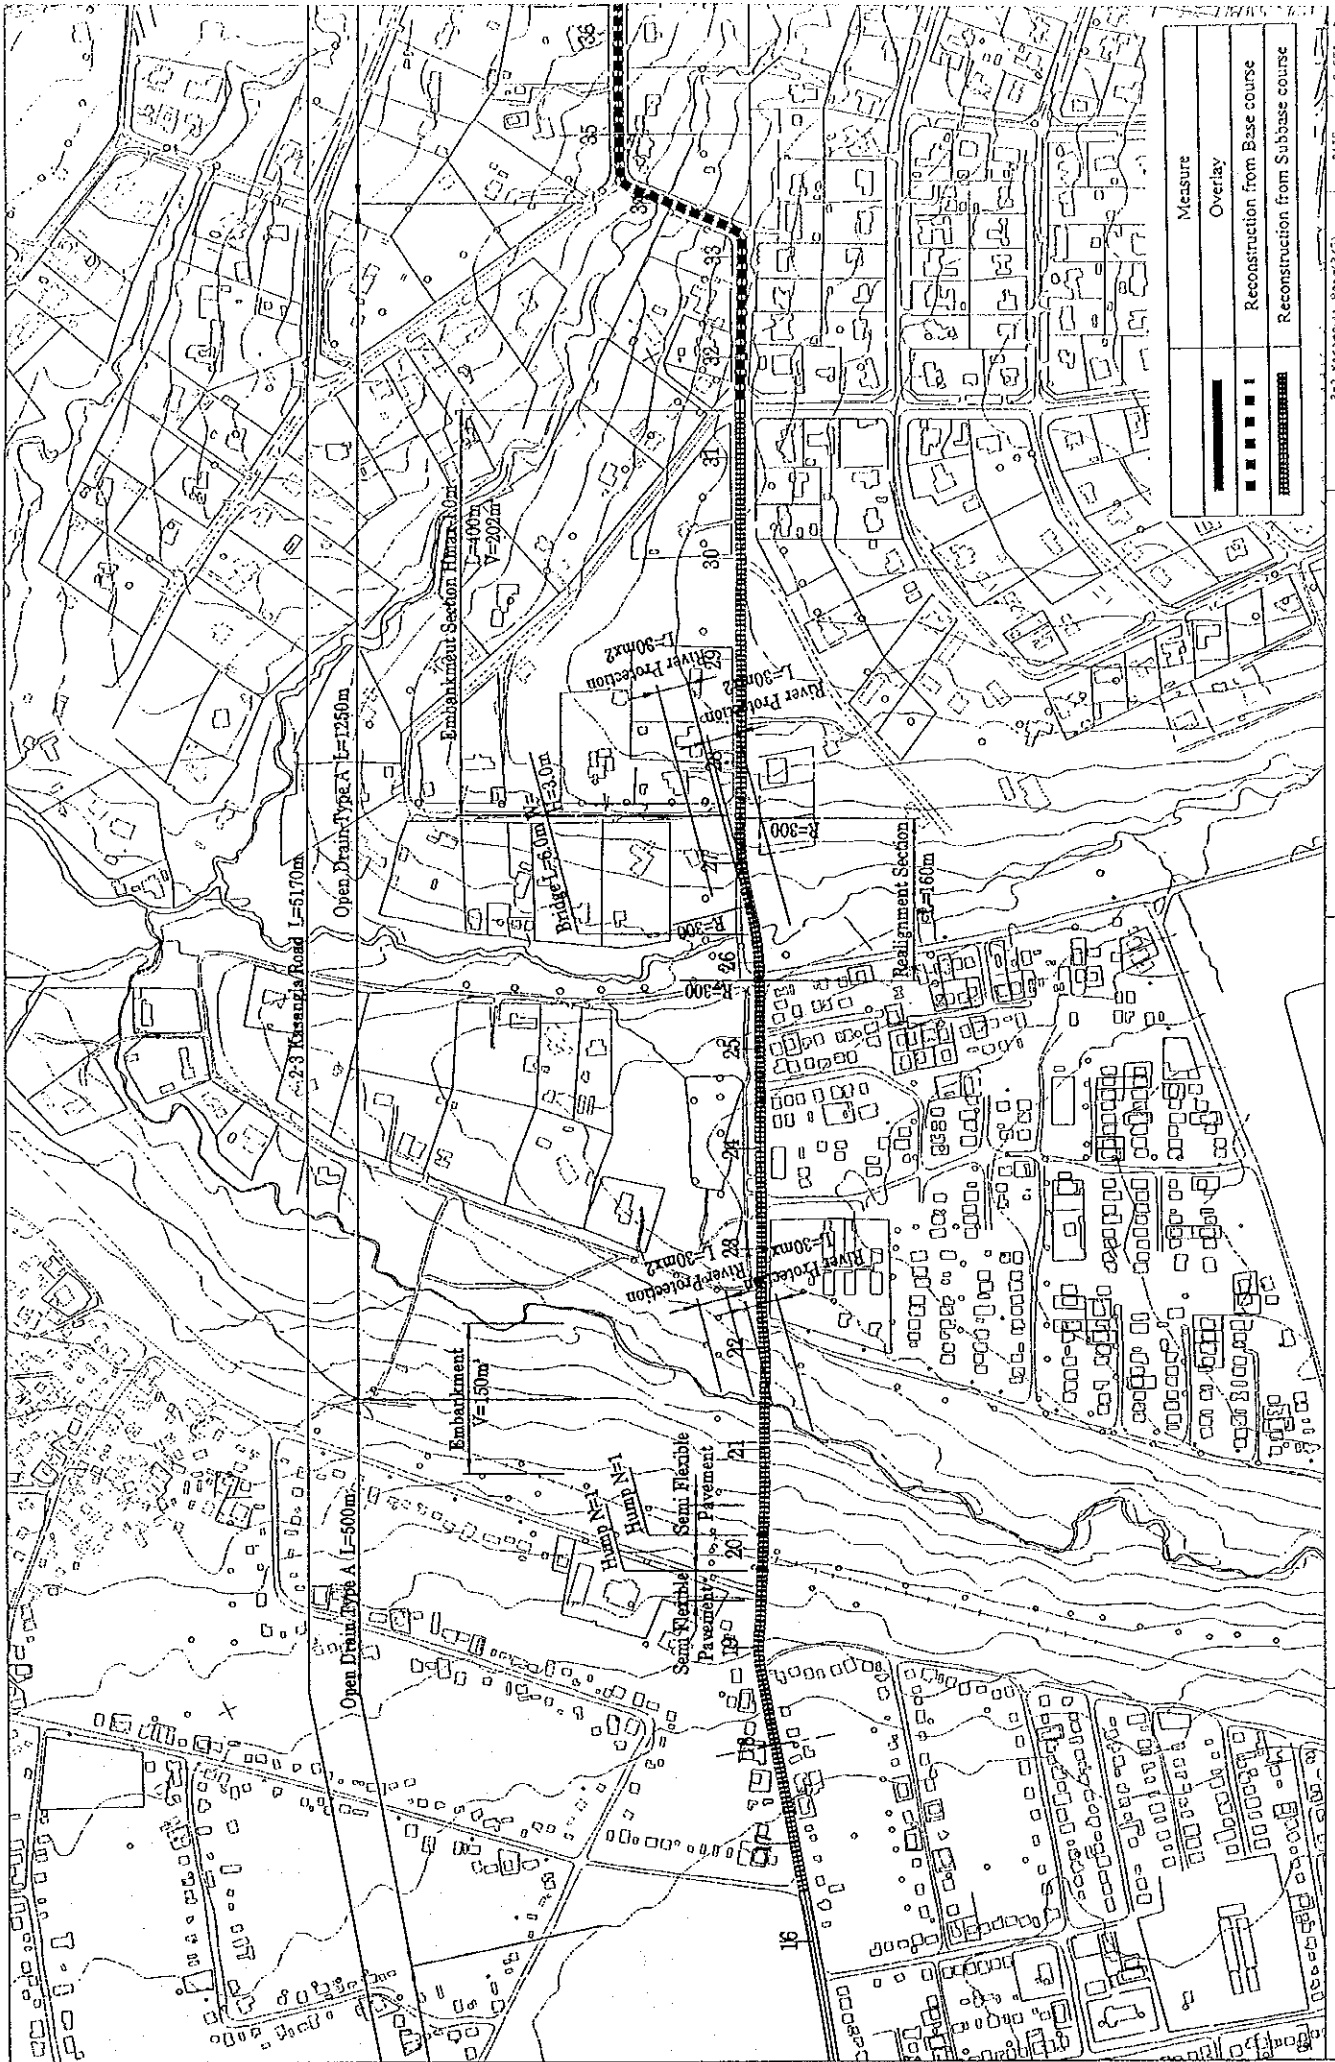 2-3 Kasangla Road L=5170m
Open Drain Type A L=500m
Open Drain Type A L=1250m
Embankment
V=150m³
Embankment Section Hmax=1.0m
L=400m
V=202m³
Hump N=1
Hump N=1
Semi Flexible
Pavement
Semi Flexible
Pavement
River Protection
L=30mx2
River Protection
L=30mx2
Bridge L=6.0m W=
H=3.0m
River Protection
L=30mx2
River Protection
L=30mx2
R=300
R=300
R=300
Realignment Section
L=160m
16
18
19
20
21
22
23
24
25
26
27
28
29
30
31
32
33
34
35
36
Measure
Overlay
Reconstruction from Base course
Reconstruction from Subbase course